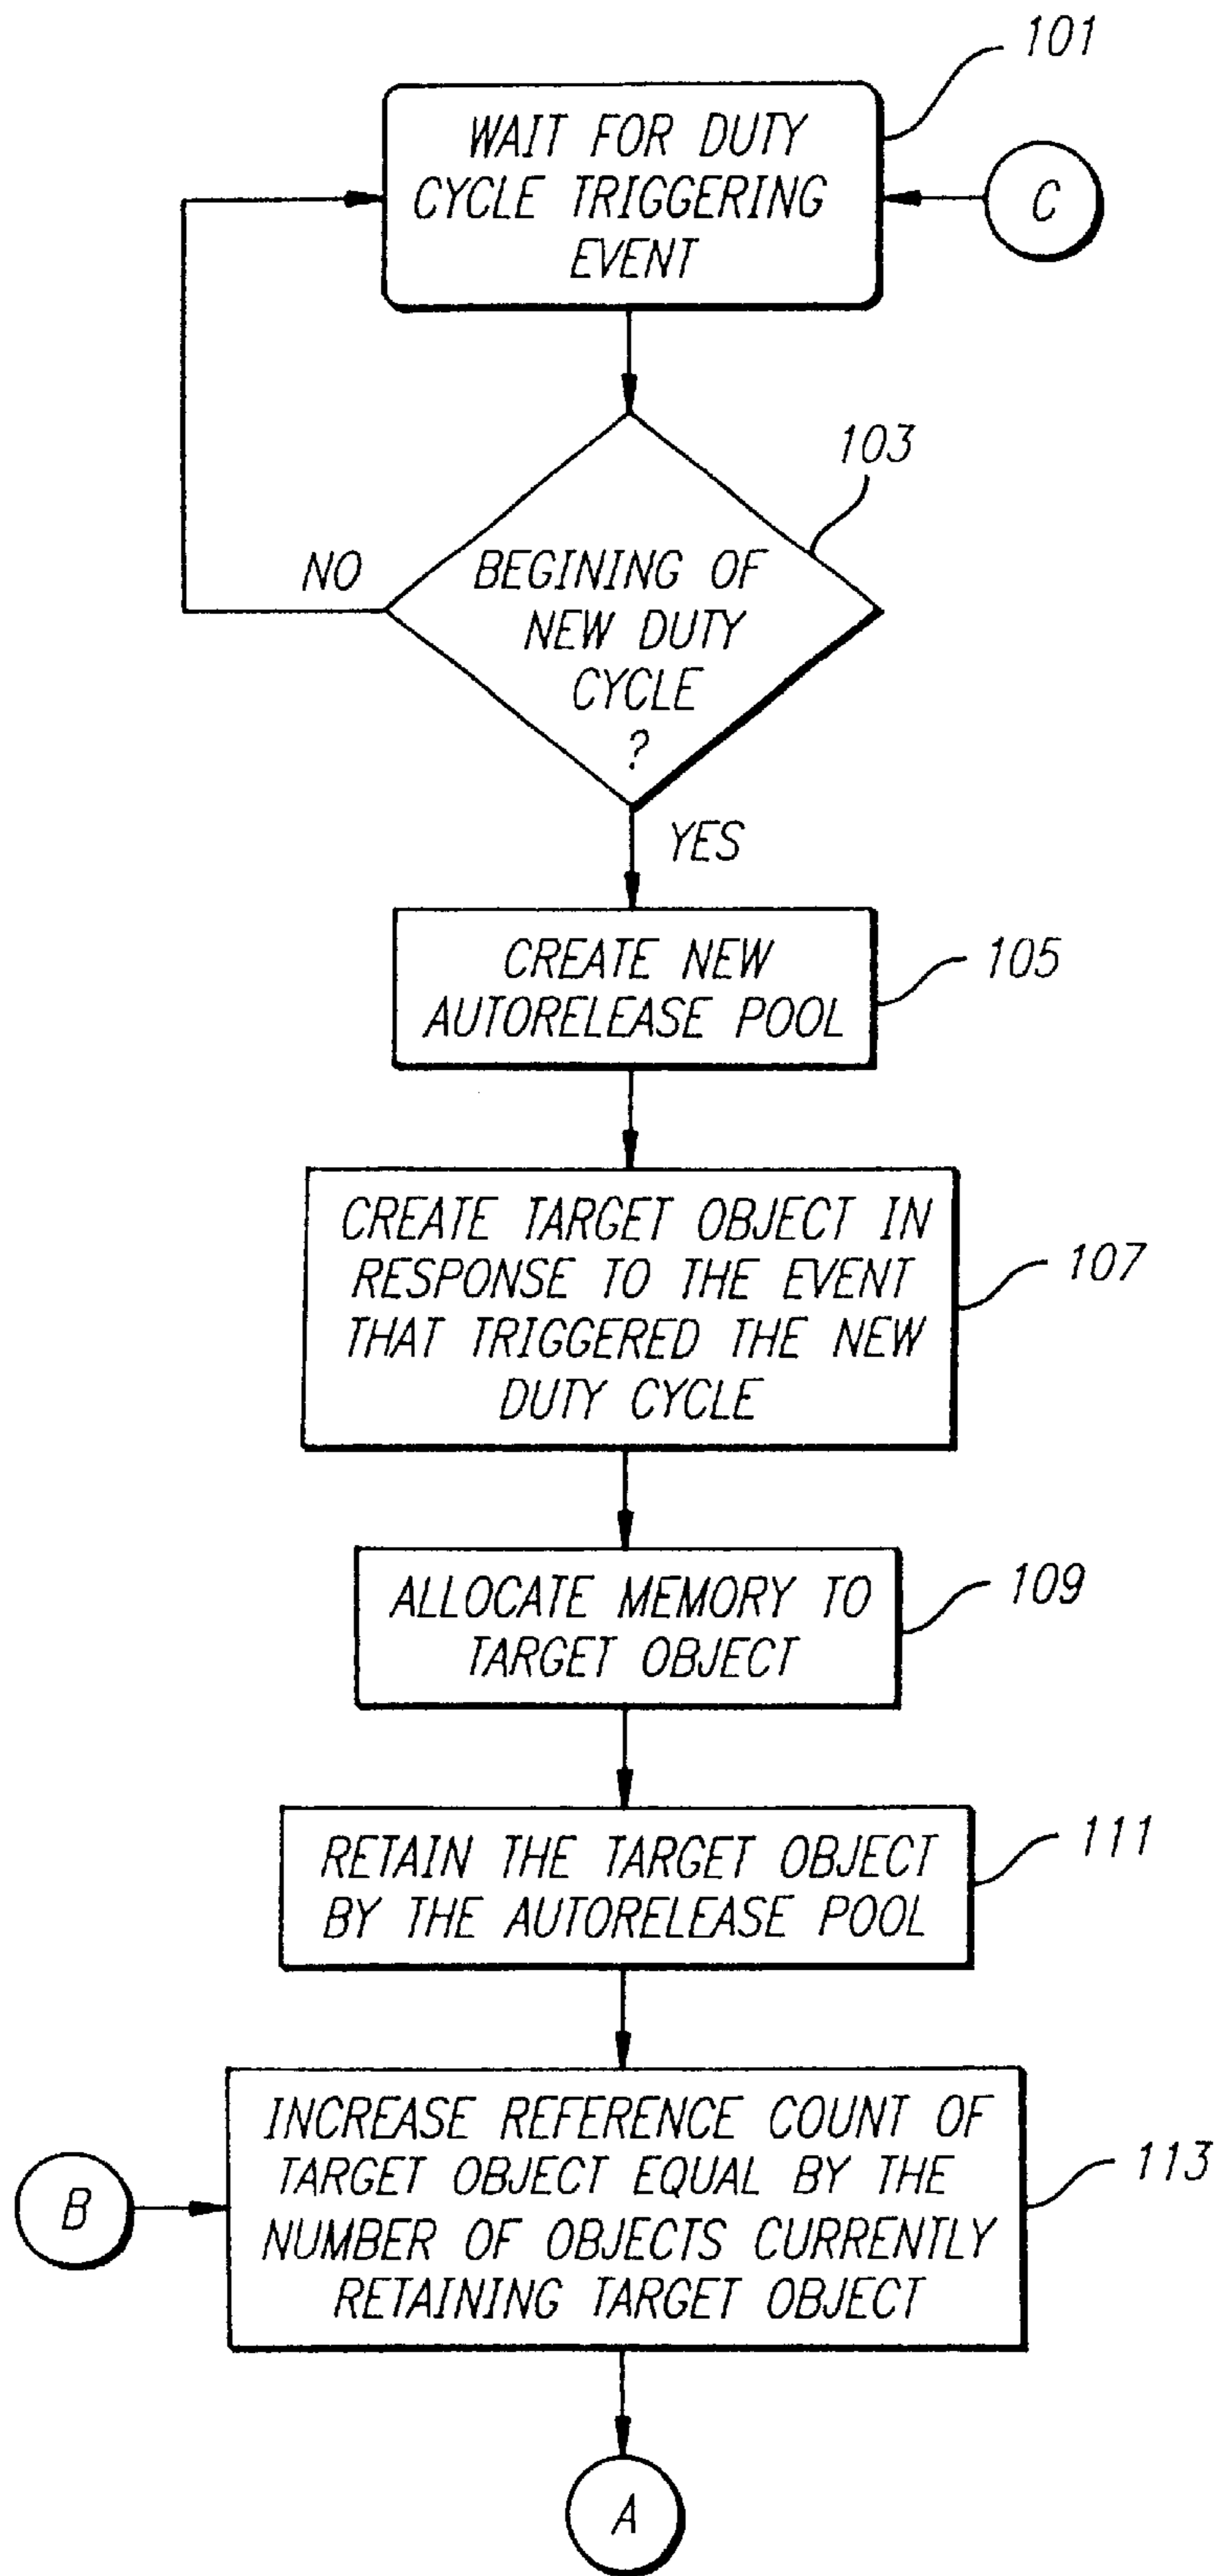 101
WAIT FOR DUTY
CYCLE TRIGGERING
EVENT
C
103
NO
BEGINING OF
NEW DUTY
CYCLE
?
YES
CREATE NEW
AUTORELEASE POOL
105
CREATE TARGET OBJECT IN
RESPONSE TO THE EVENT
THAT TRIGGERED THE NEW
DUTY CYCLE
107
ALLOCATE MEMORY TO
TARGET OBJECT
109
RETAIN THE TARGET OBJECT
BY THE AUTORELEASE POOL
111
INCREASE REFERENCE COUNT OF
TARGET OBJECT EQUAL BY THE
NUMBER OF OBJECTS CURRENTLY
RETAINING TARGET OBJECT
113
B
A